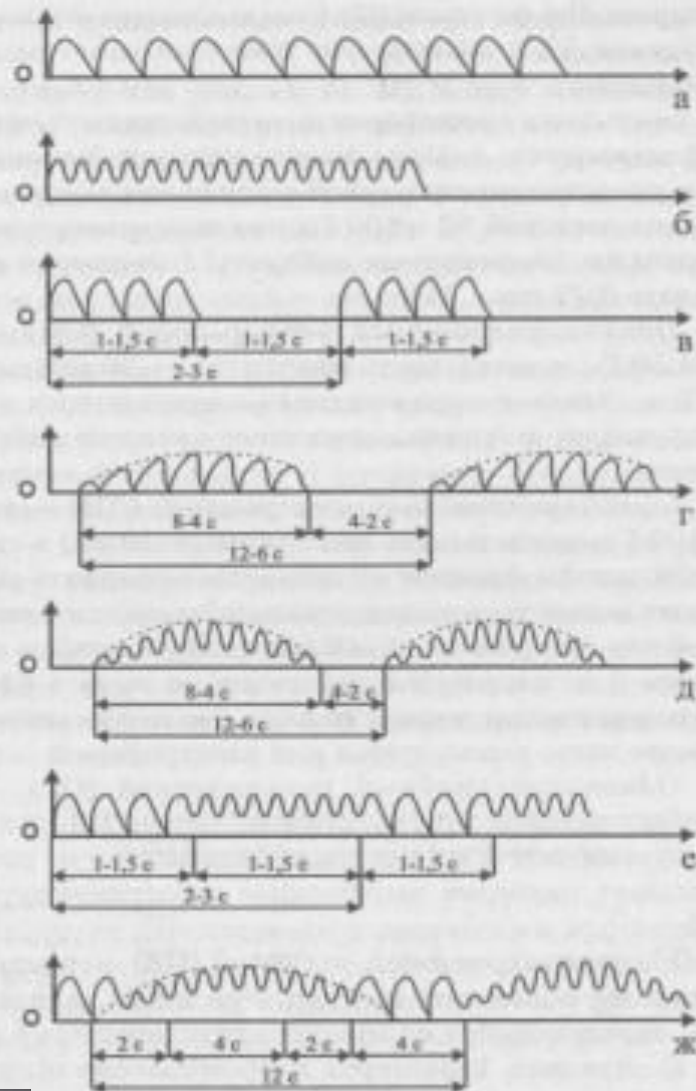 О
а
О
б
О
в
1-1,5 с 1-1,5 с 1-1,5 с
2-3 с
О
г
8-4 с 4-2 с
12-6 с
О
д
8-4 с 4-2 с
12-6 с
О
е
1-1,5 с 1-1,5 с 1-1,5 с
2-3 с
О
ж
2 с 4 с 2 с 4 с
12 с